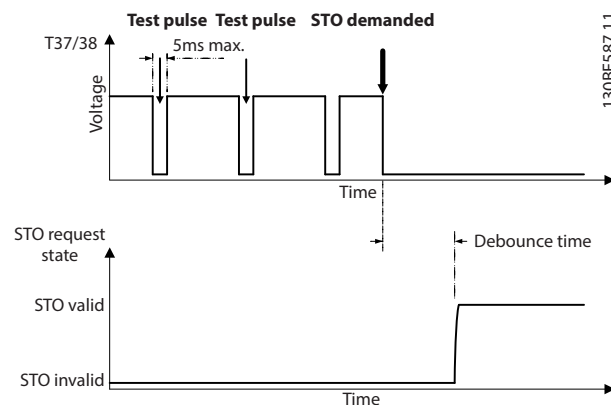 Test pulse Test pulse STO demanded
T37/38
5ms max.
Voltage
Time
130BE587.11
Debounce time
STO request
state
STO valid
STO invalid
Time